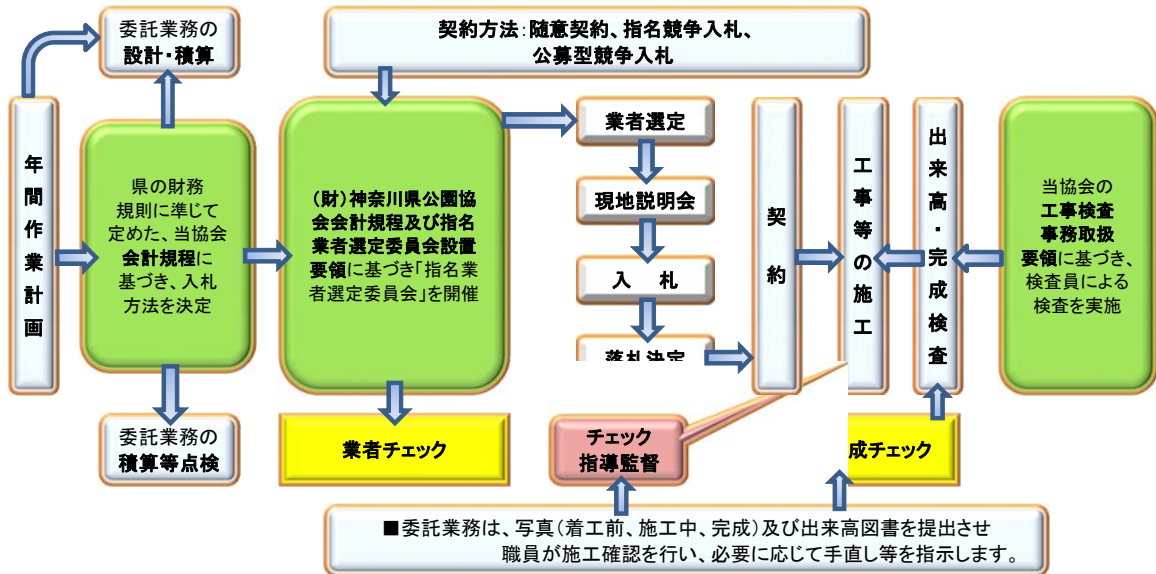 委託業務の
設計・積算
契約方法：随意契約、指名競争入札、
公募型競争入札
年間作業計画
県の財務
規則に準じて
定めた、当協会
会計規程に
基づき、入札
方法を決定
(財)神奈川県公園協
会会計規程及び指名
業者選定委員会設置
要領に基づき「指名業
者選定委員会」を開催
業者選定
現地説明会
入　札
落札決定
契約
工事等の施工
出来高・完成検査
当協会の
工事検査
事務取扱
要領に基づき、
検査員による
検査を実施
委託業務の
積算等点検
業者チェック
チェック
指導監督
成チェック
■委託業務は、写真(着工前、施工中、完成)及び出来高図書を提出させ
職員が施工確認を行い、必要に応じて手直し等を指示します。